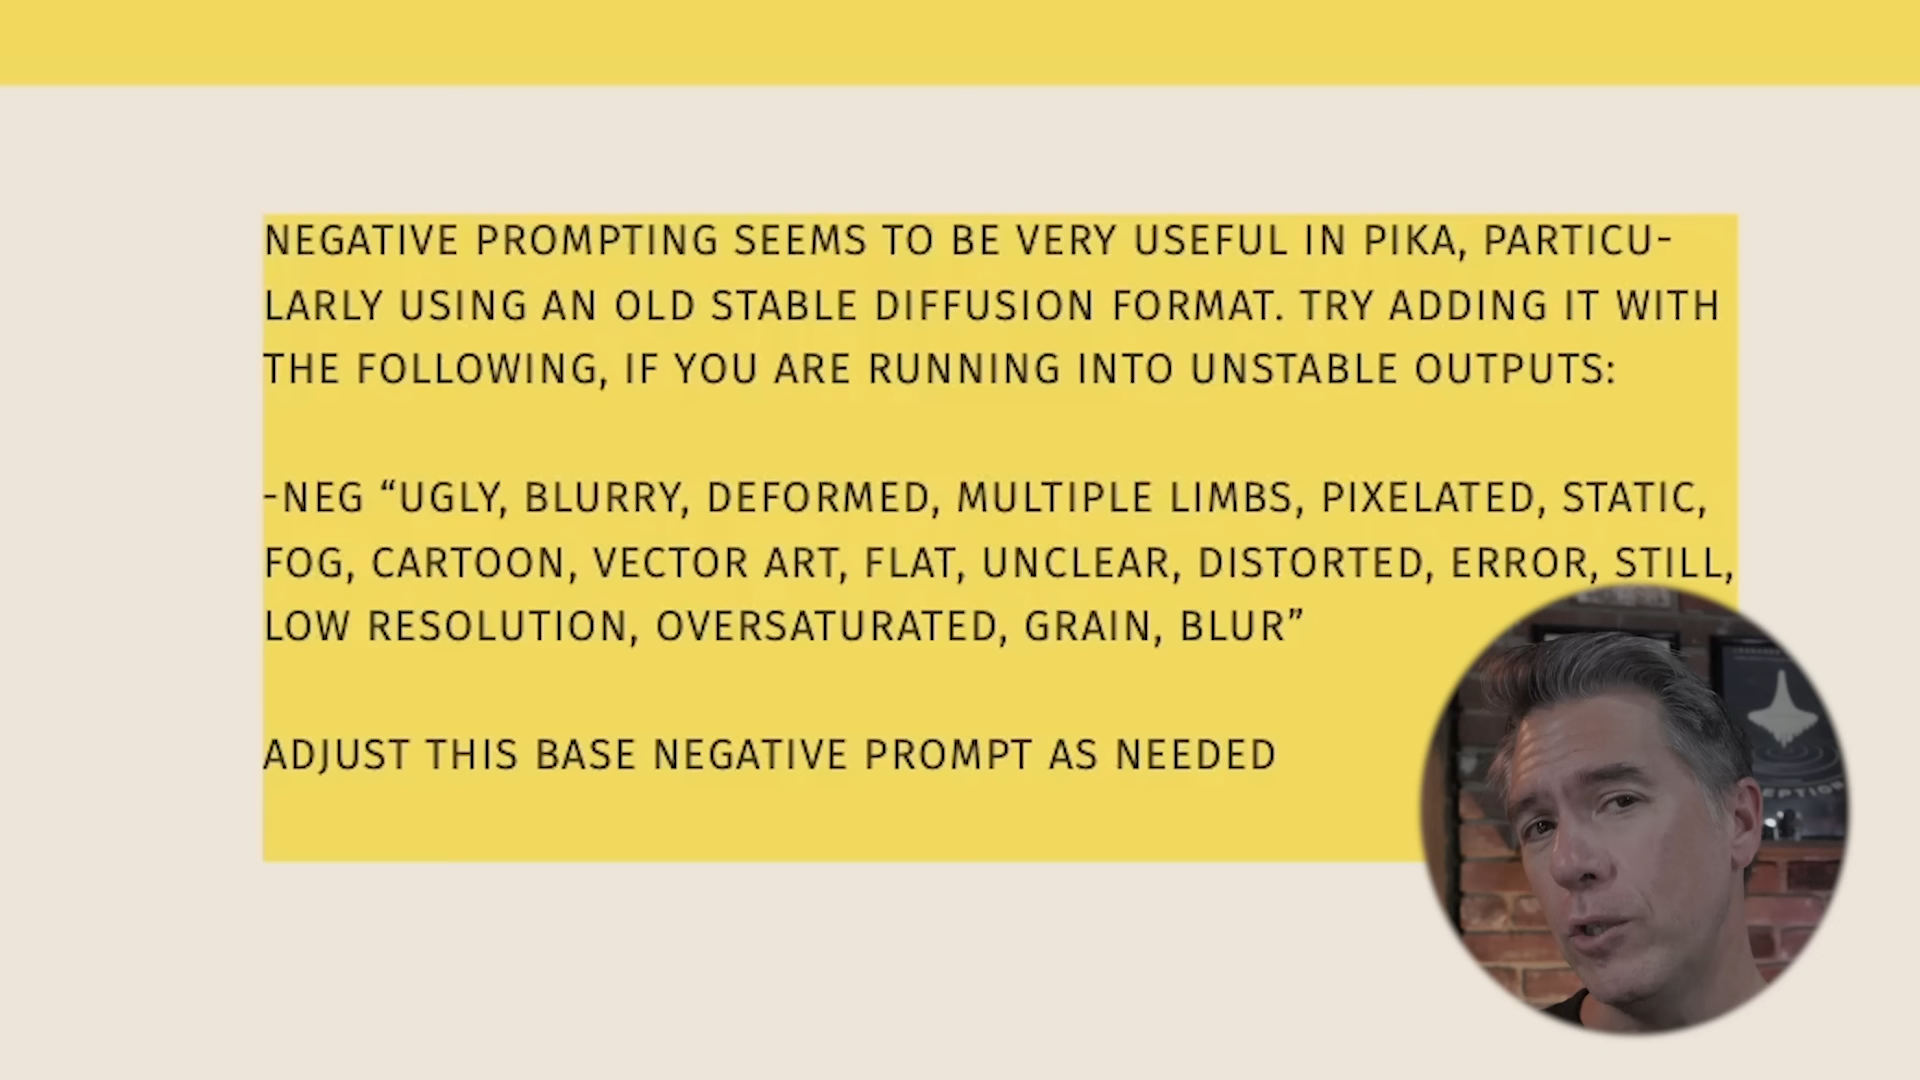 NEGATIVE PROMPTING SEEMS TO BE VERY USEFUL IN PIKA, PARTICU-
LARLY USING AN OLD STABLE DIFFUSION FORMAT. TRY ADDING IT WITH
THE FOLLOWING, IF YOU ARE RUNNING INTO UNSTABLE OUTPUTS:
-NEG “UGLY, BLURRY, DEFORMED, MULTIPLE LIMBS, PIXELATED, STATIC,
FOG, CARTOON, VECTOR ART, FLAT, UNCLEAR, DISTORTED, ERROR, STILL,
LOW RESOLUTION, OVERSATURATED, GRAIN, BLUR”
ADJUST THIS BASE NEGATIVE PROMPT AS NEEDED